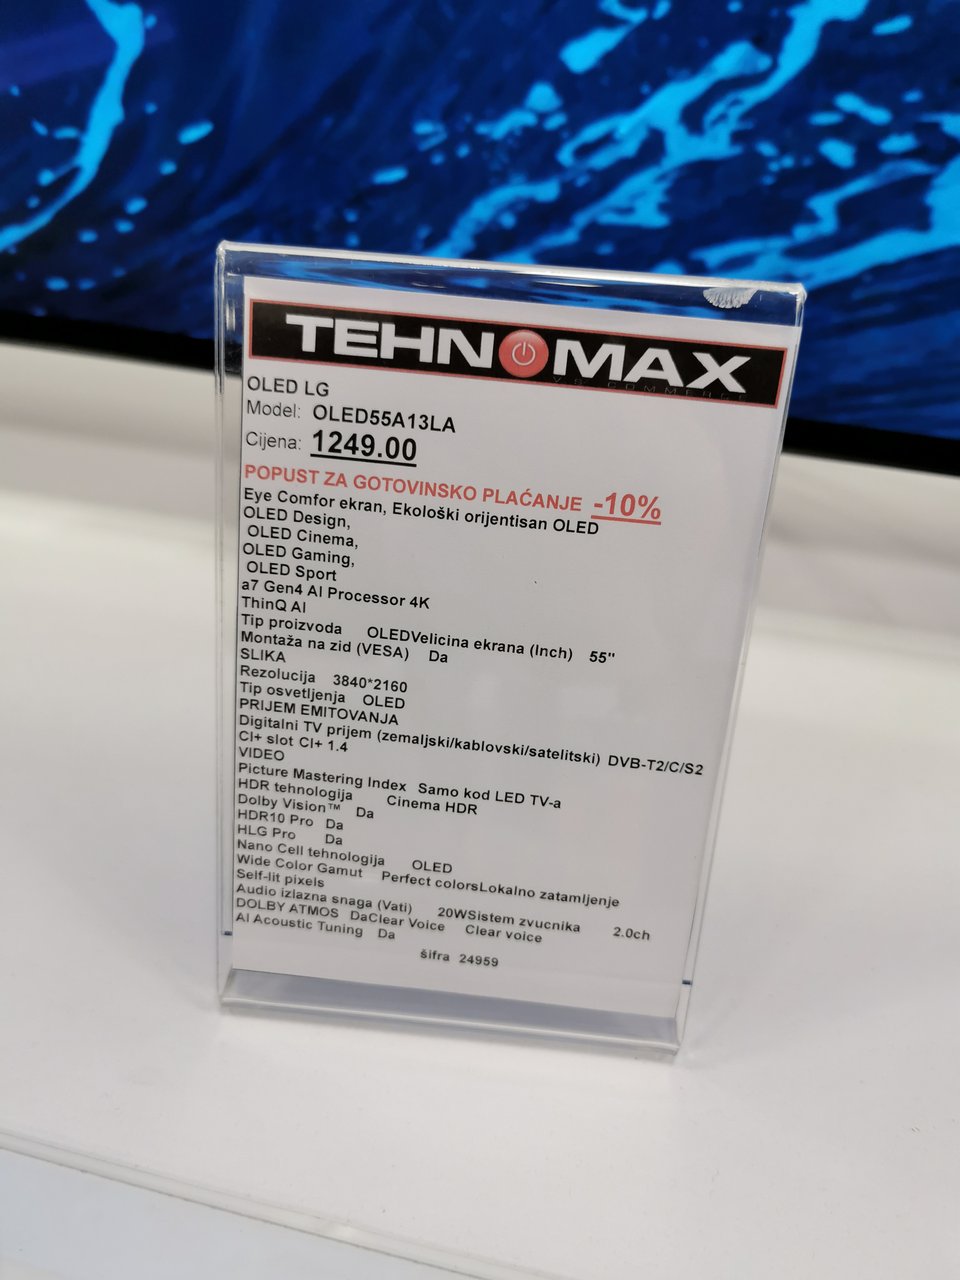 TEHNOMAX
V.S. COMMERCE
OLED LG
Model: OLED55A13LA
Cijena: 1249.00
POPUST ZA GOTOVINSKO PLAĆANJE -10%
Eye Comfor ekran, Ekološki orijentisan OLED
OLED Design,
OLED Cinema,
OLED Gaming,
OLED Sport
a7 Gen4 AI Processor 4K
ThinQ AI
Tip proizvoda OLEDVelicina ekrana (Inch) 55"
Montaža na zid (VESA) Da
SLIKA
Rezolucija 3840*2160
Tip osvetljenja OLED
PRIJEM EMITOVANJA
Digitalni TV prijem (zemaljski/kablovski/satelitski) DVB-T2/C/S2
CI+ slot CI+ 1.4
VIDEO
Picture Mastering Index Samo kod LED TV-a
HDR tehnologija Cinema HDR
Dolby Vision™ Da
HDR10 Pro Da
HLG Pro Da
Nano Cell tehnologija OLED
Wide Color Gamut Perfect colorsLokalno zatamljenje
Self-lit pixels
Audio izlazna snaga (Vati) 20WSistem zvucnika 2.0ch
DOLBY ATMOS DaClear Voice Clear voice
AI Acoustic Tuning Da
šifra 24959